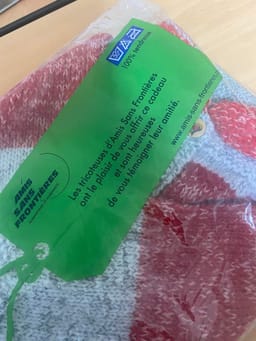 100% tendresse
Les tricoteuses d'Amis Sans Frontières
ont le plaisir de vous offrir ce cadeau
et sont heureuses
de vous témoigner leur amitié.
www.amis-sans-frontieres
AMIS
SANS
FRONTIÈRES